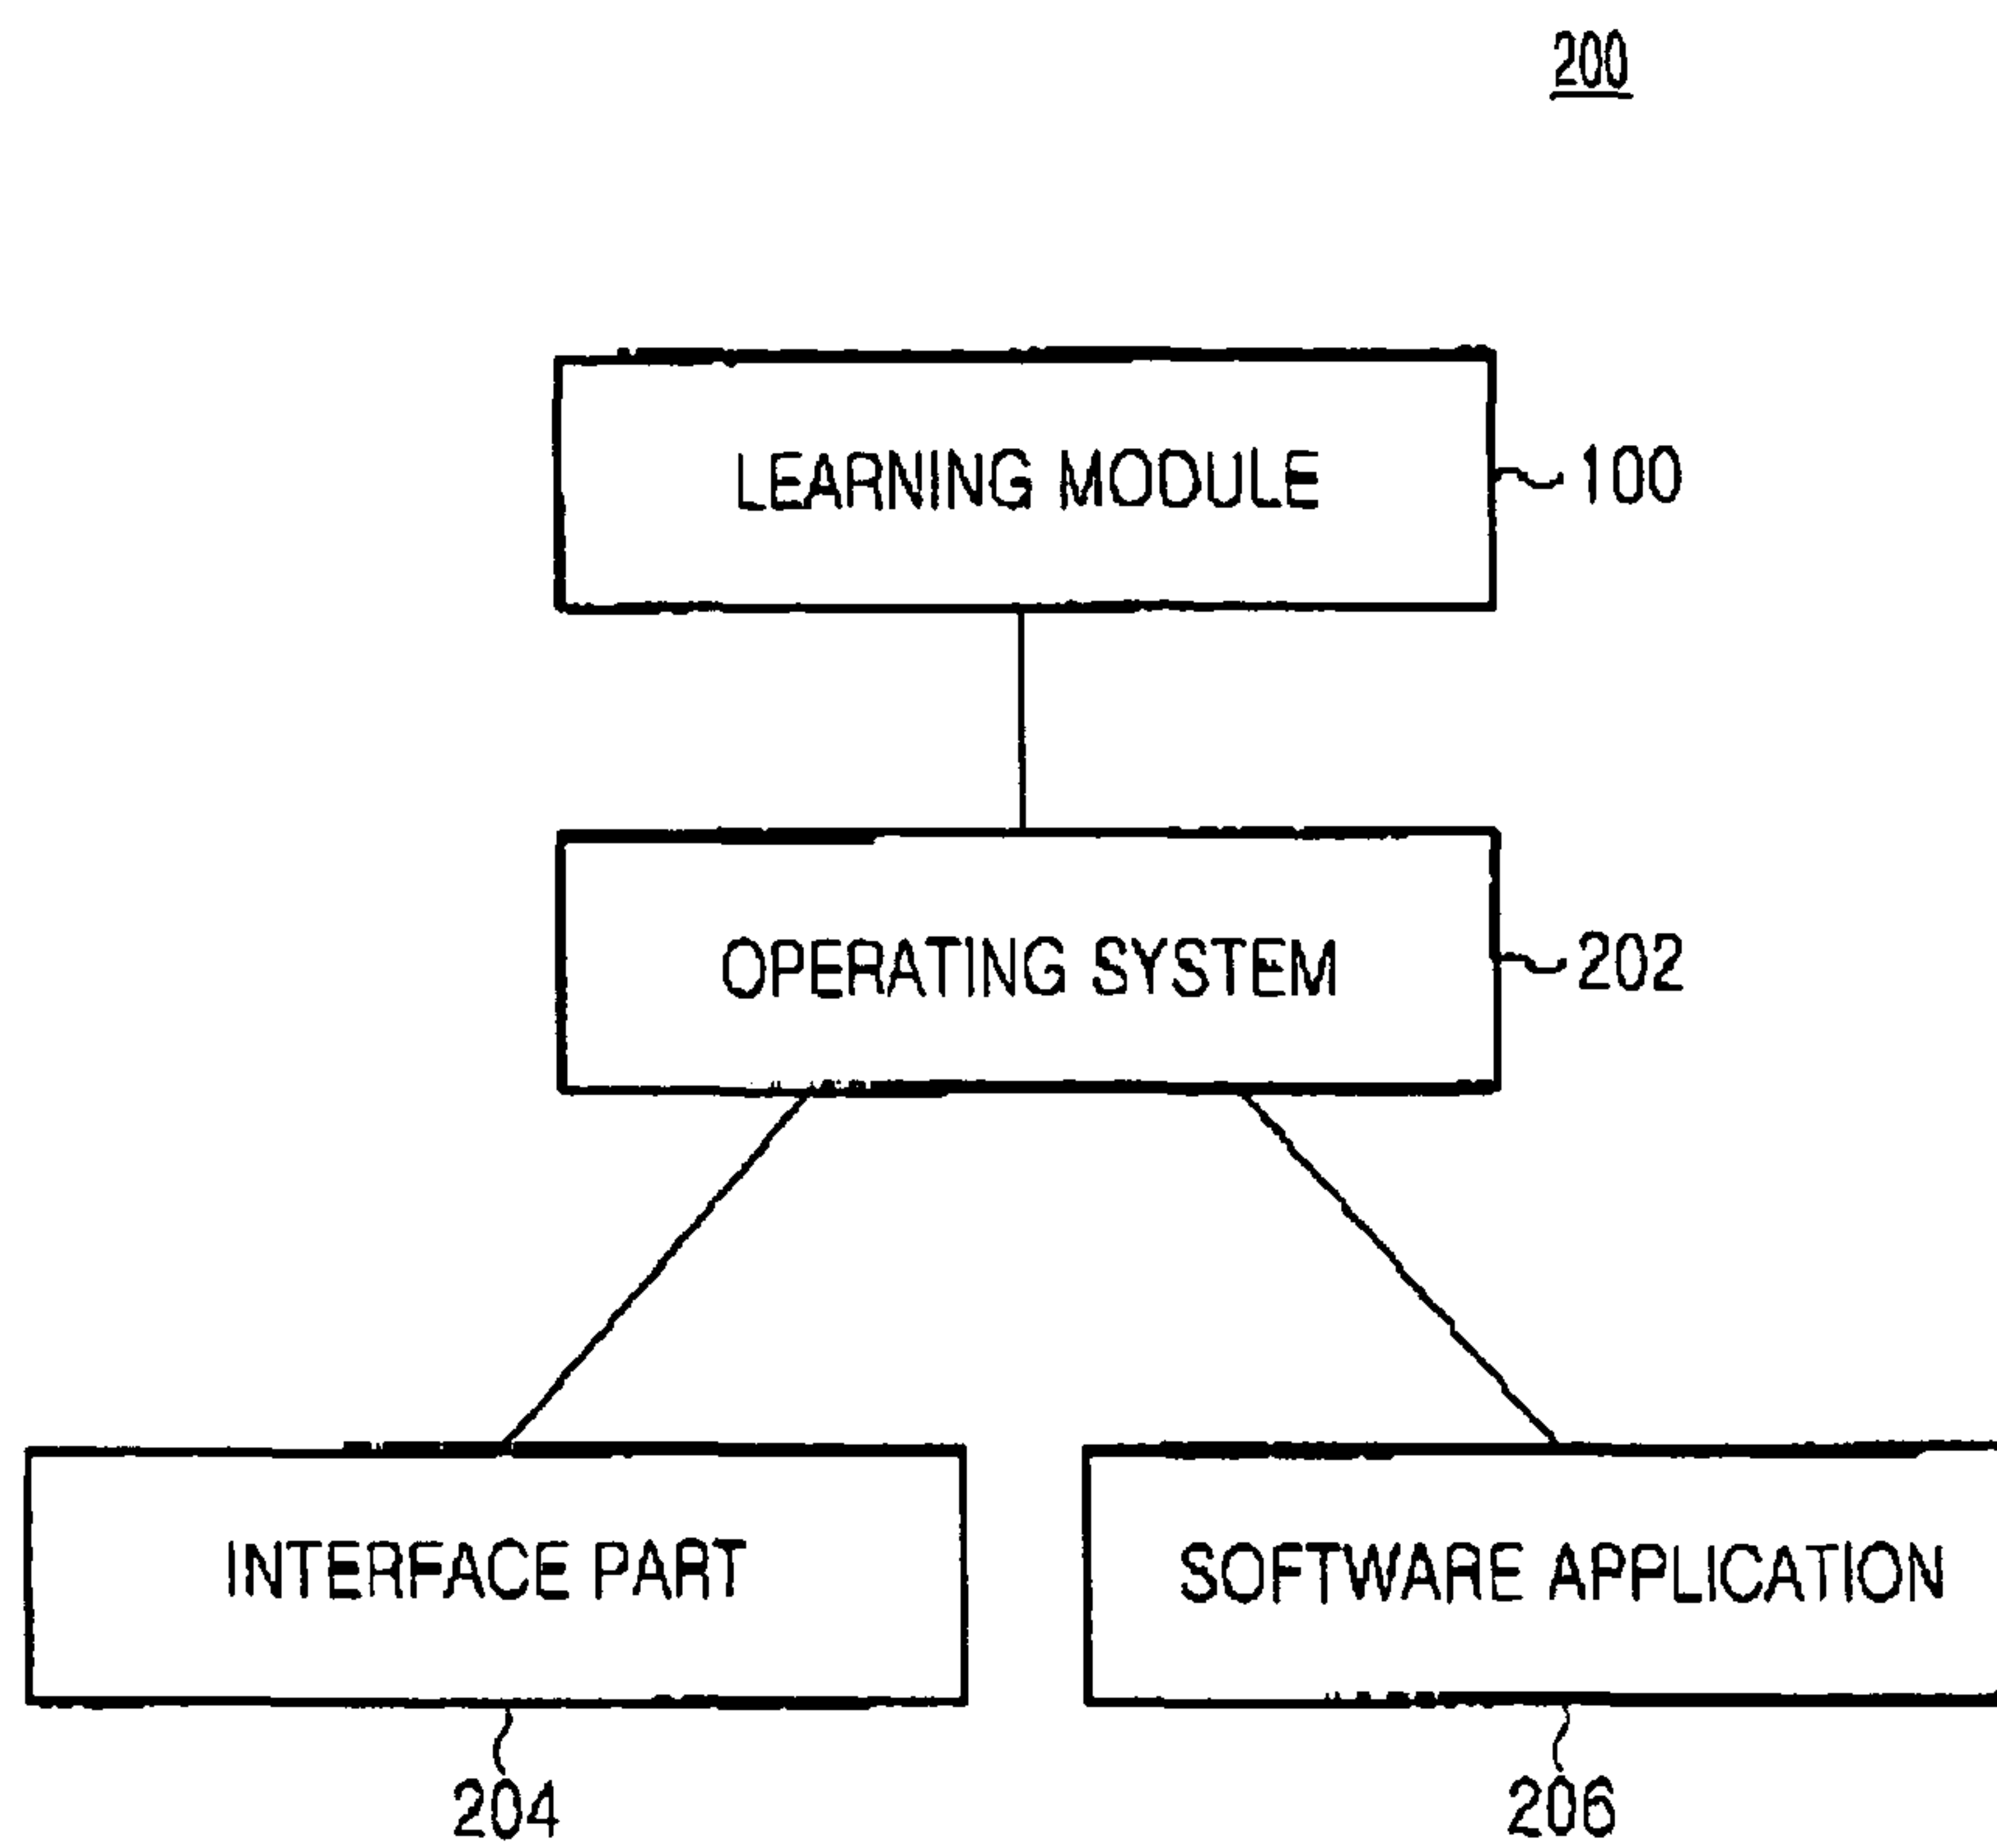 200
LEARNING MODULE
100
OPERATING SYSTEM
202
INTERFACE PART
SOFTWARE APPLICATION
204
206